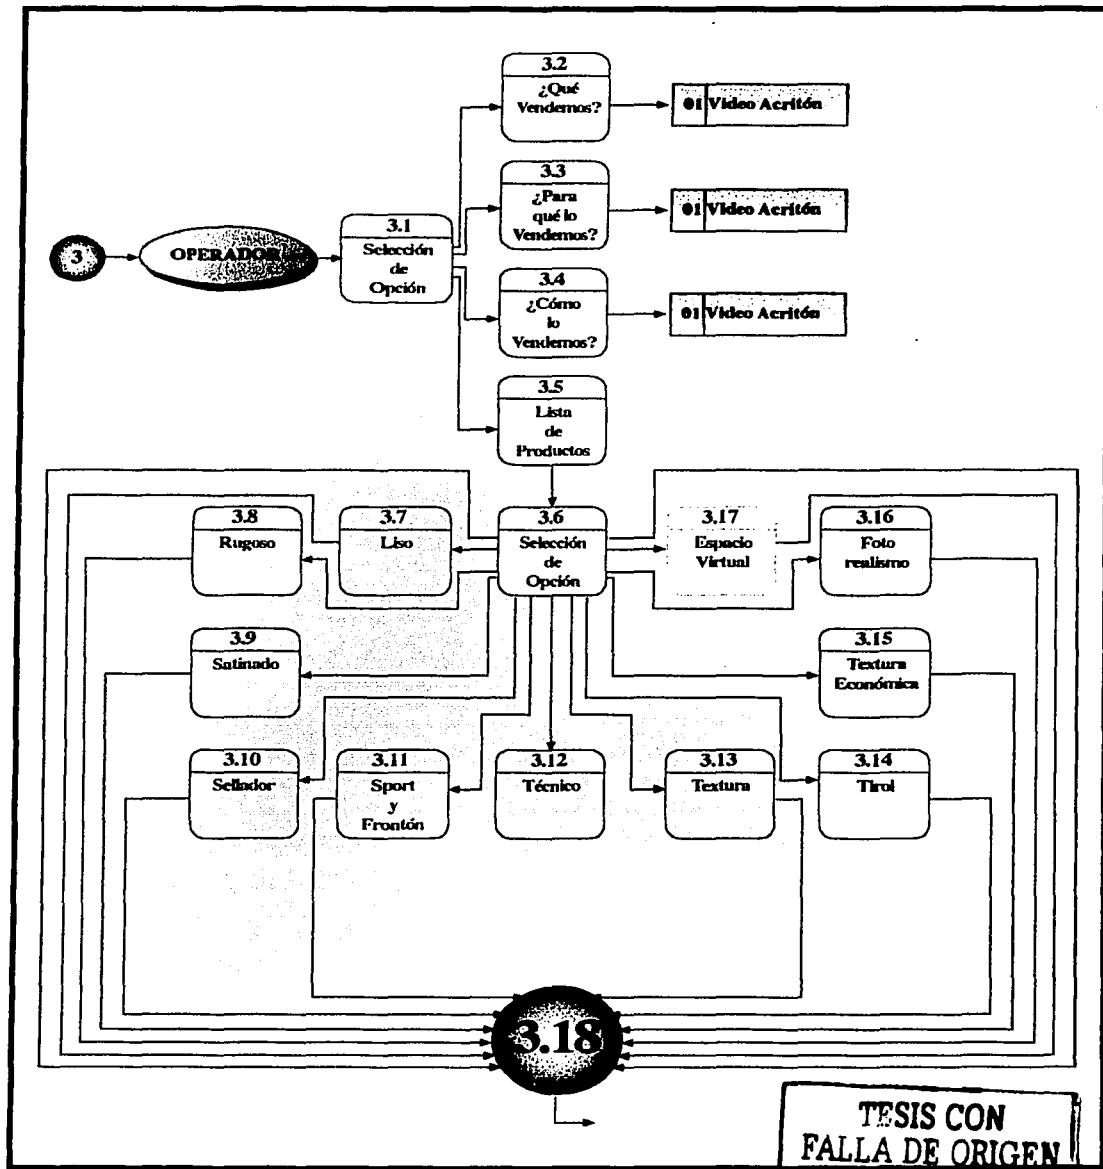 3.2
¿Qué
Vendemos?
01 Video Acritón
3.3
¿Para
qué lo
Vendemos?
01 Video Acritón
3
OPERADOR
3.1
Selección
de
Opción
3.4
¿Cómo
lo
Vendemos?
01 Video Acritón
3.5
Lista
de
Productos
3.8
Rugoso
3.7
Liso
3.6
Selección
de
Opción
3.17
Espacio
Virtual
3.16
Foto
realismo
3.9
Satinado
3.15
Textura
Económica
3.10
Sellador
3.11
Sport
y
Frontón
3.12
Técnico
3.13
Textura
3.14
Tirol
3.18
TESIS CON
FALLA DE ORIGEN